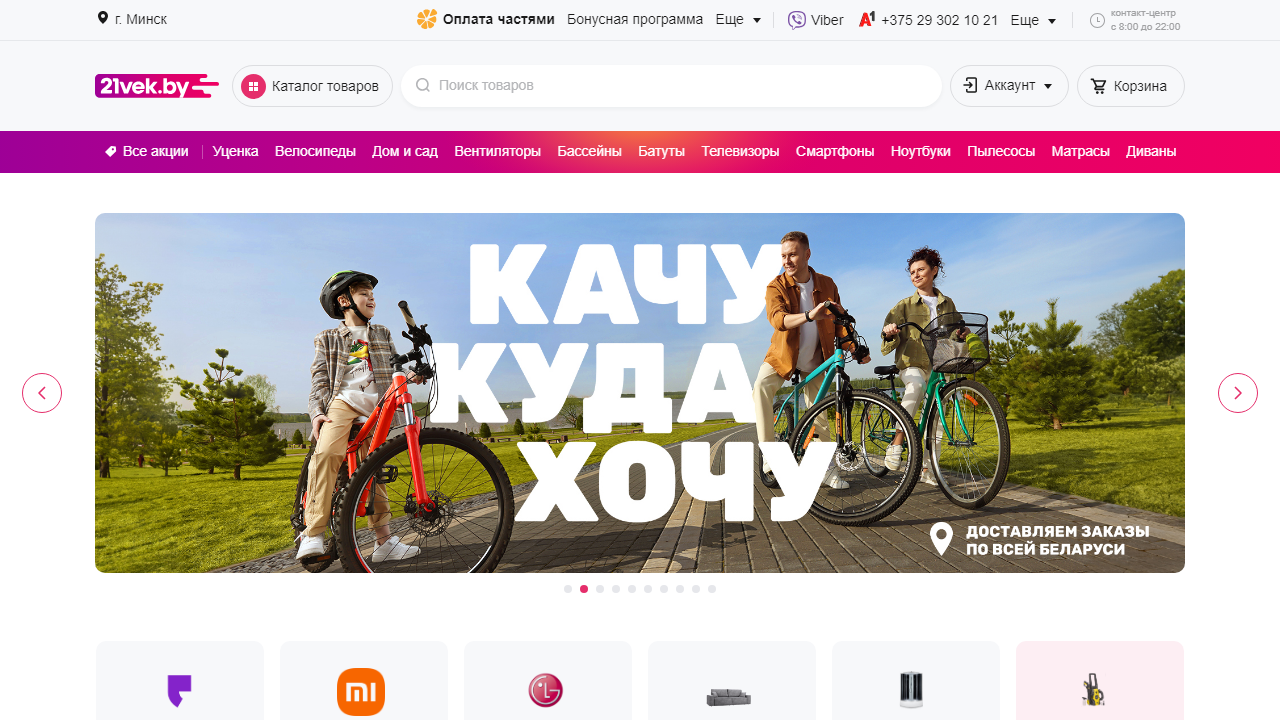 г. Минск
Оплата частями Бонусная программа Еще Viber +375 29 302 10 21 Еще контакт-центр с 8:00 до 22:00
21vek.by Каталог товаров Поиск товаров Аккаунт Корзина
Все акции Уценка Велосипеды Дом и сад Вентиляторы Бассейны Батуты Телевизоры Смартфоны Ноутбуки Пылесосы Матрасы Диваны
КАЧУ
КУДА
ХОЧУ
ДОСТАВЛЯЕМ ЗАКАЗЫ
ПО ВСЕЙ БЕЛАРУСИ